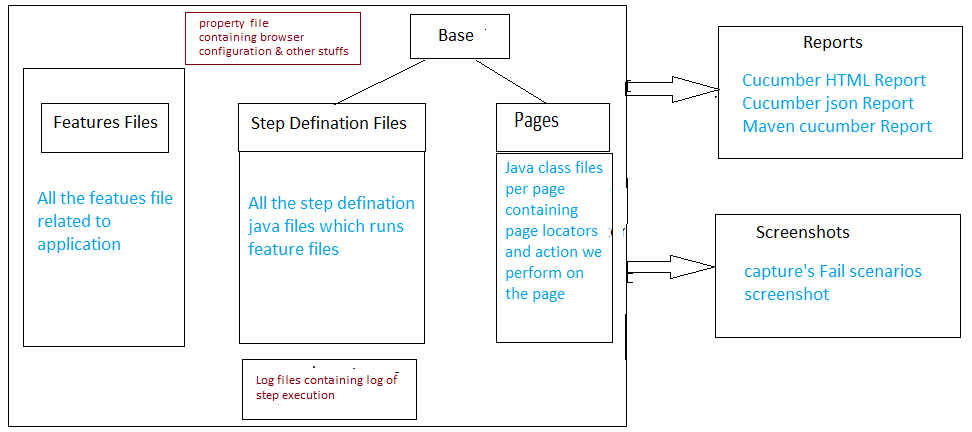 property  file
containing browser
configuration & other stuffs
Base
Features Files
All the featues file
related to
application
Step Defination Files
All the step defination
java files which runs
feature files
Pages
Java class files
per page
containing
page locators
and action we
perform on
the page
Log files containing log of
step execution
Reports
Cucumber HTML Report
Cucumber json Report
Maven cucumber Report
Screenshots
capture's Fail scenarios
screenshot